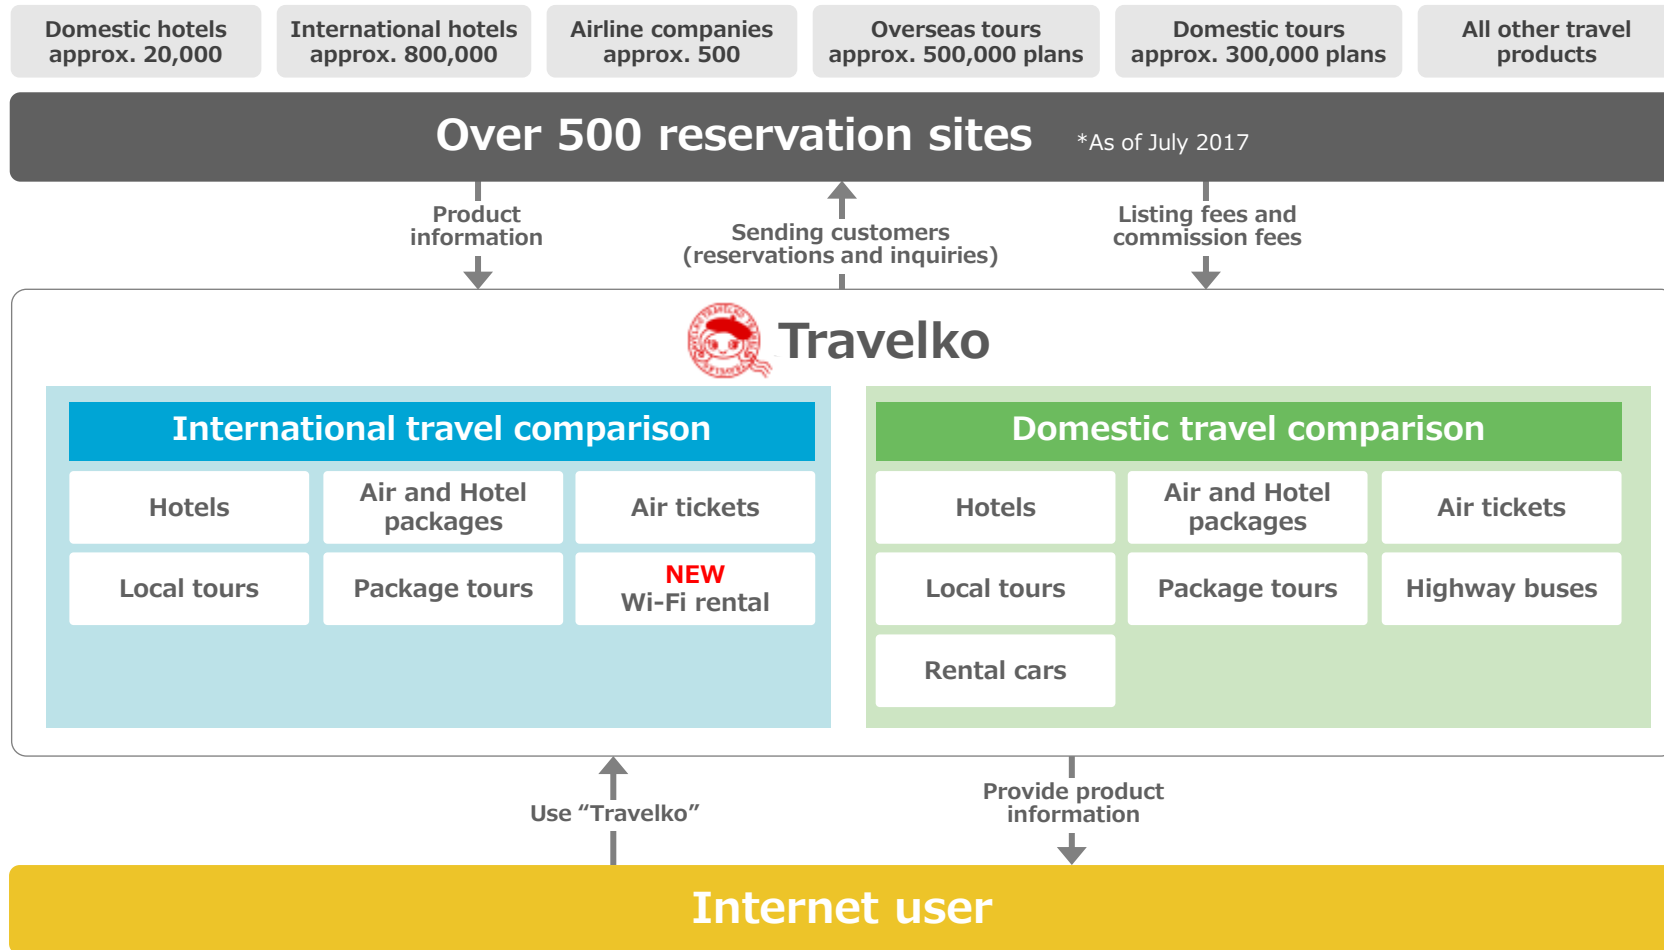 Domestic hotels
approx. 20,000
International hotels
approx. 800,000
Airline companies
approx. 500
Overseas tours
approx. 500,000 plans
Domestic tours
approx. 300,000 plans
All other travel
products
Over 500 reservation sites *As of July 2017
Product
information
Sending customers
(reservations and inquiries)
Listing fees and
commission fees
Travelko
International travel comparison
Hotels
Air and Hotel
packages
Air tickets
Local tours
Package tours
NEW
Wi-Fi rental
Domestic travel comparison
Hotels
Air and Hotel
packages
Air tickets
Local tours
Package tours
Highway buses
Rental cars
Use “Travelko”
Provide product
information
Internet user